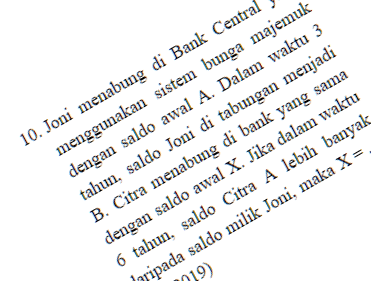 10. Joni menabung di Bank Central
menggunakan sistem bunga majemuk
dengan saldo awal A. Dalam waktu 3
tahun, saldo Joni di tabungan menjadi
B. Citra menabung di bank yang sama
dengan saldo awal X. Jika dalam waktu
6 tahun, saldo Citra A lebih banyak
daripada saldo milik Joni, maka X =
2019)